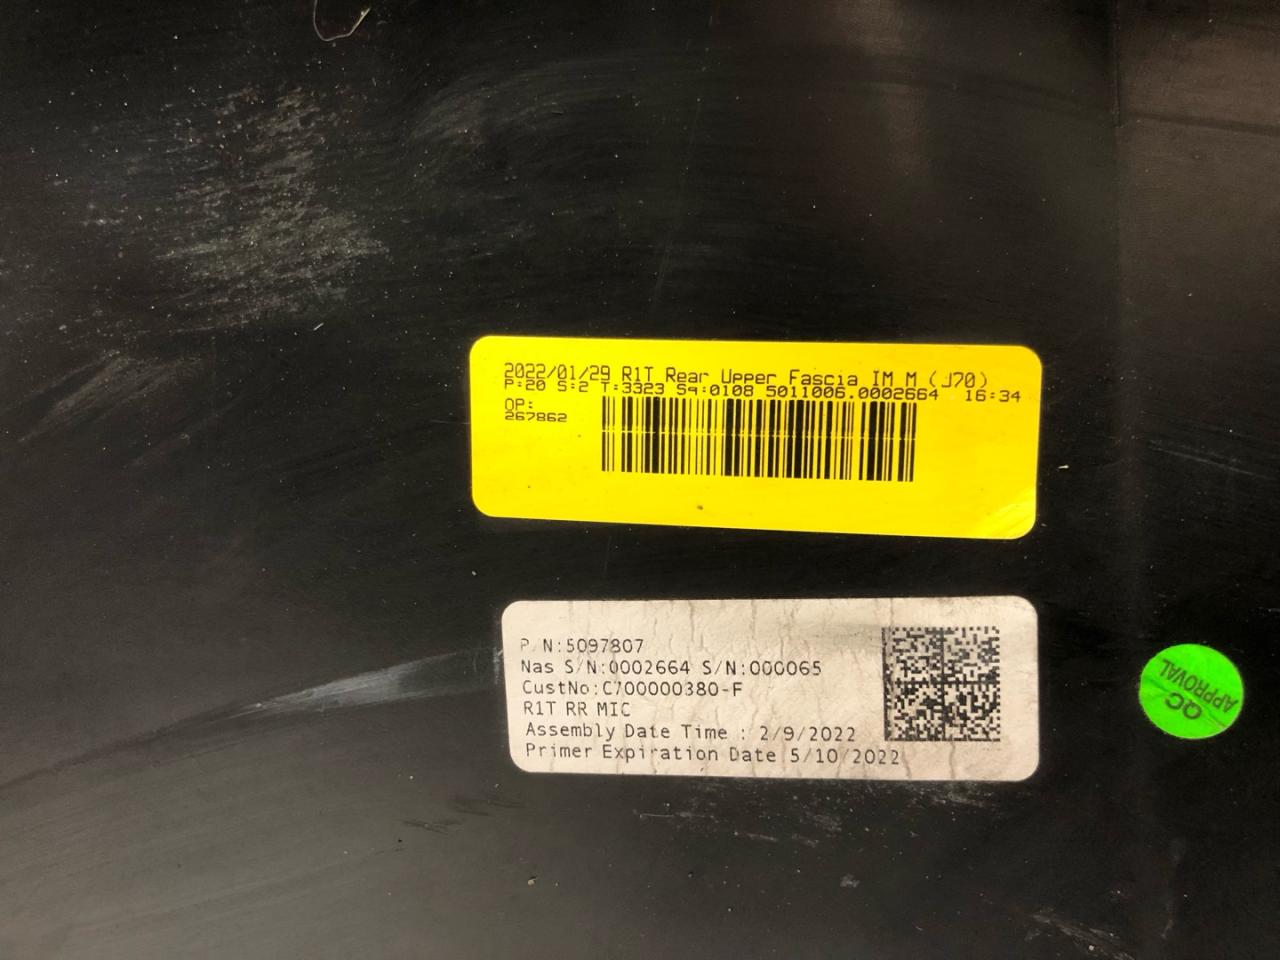 2022/01/29 R1T Rear Upper Fascia IM M (J70)
P:20 S:2 T:3323 Sq:0108 5011006.0002664 16:34
OP:
267862
P/N:5097807
Nas S/N:0002664 S/N:000065
CustNo:C700000380-F
R1T RR MIC
Assembly Date Time : 2/9/2022
Primer Expiration Date 5/10/2022
QC
APPROVAL